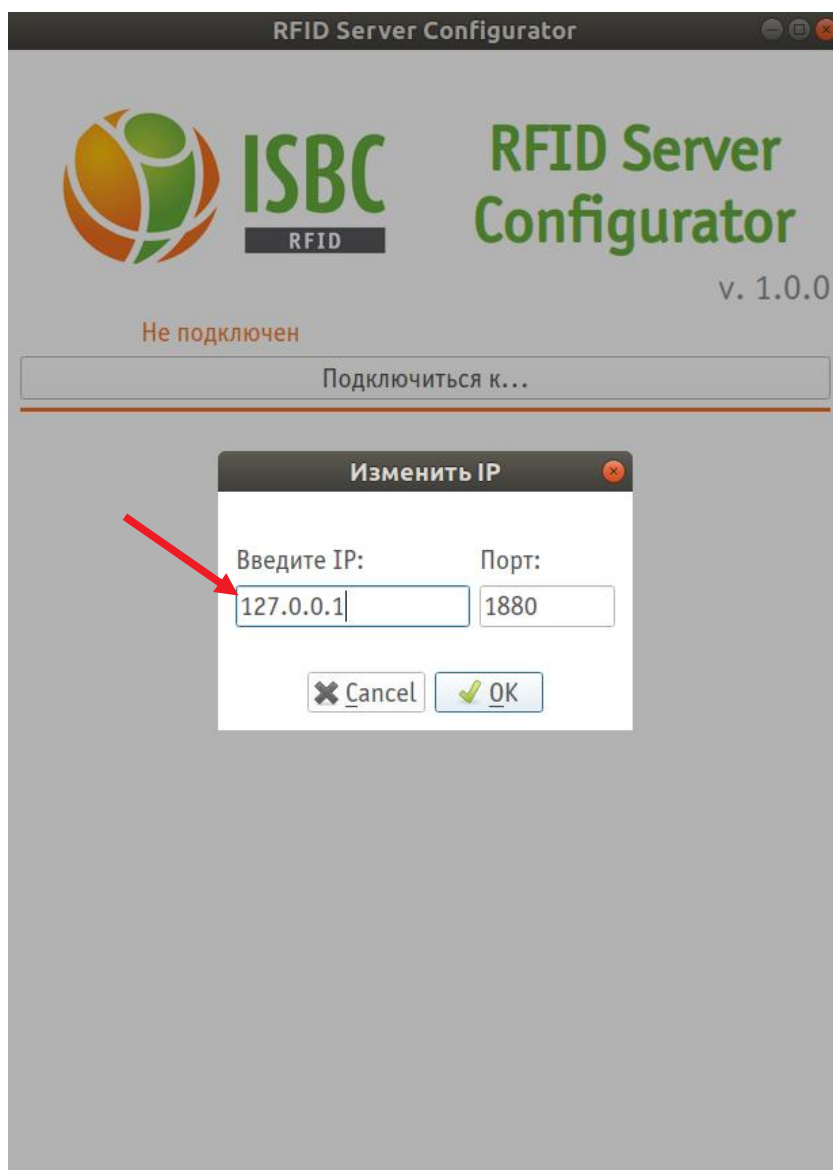 RFID Server Configurator
ISBC
RFID
RFID Server
Configurator
v. 1.0.0
Не подключен
Подключиться к...
Изменить IP
Введите IP: Порт:
127.0.0.1 1880
Cancel OK